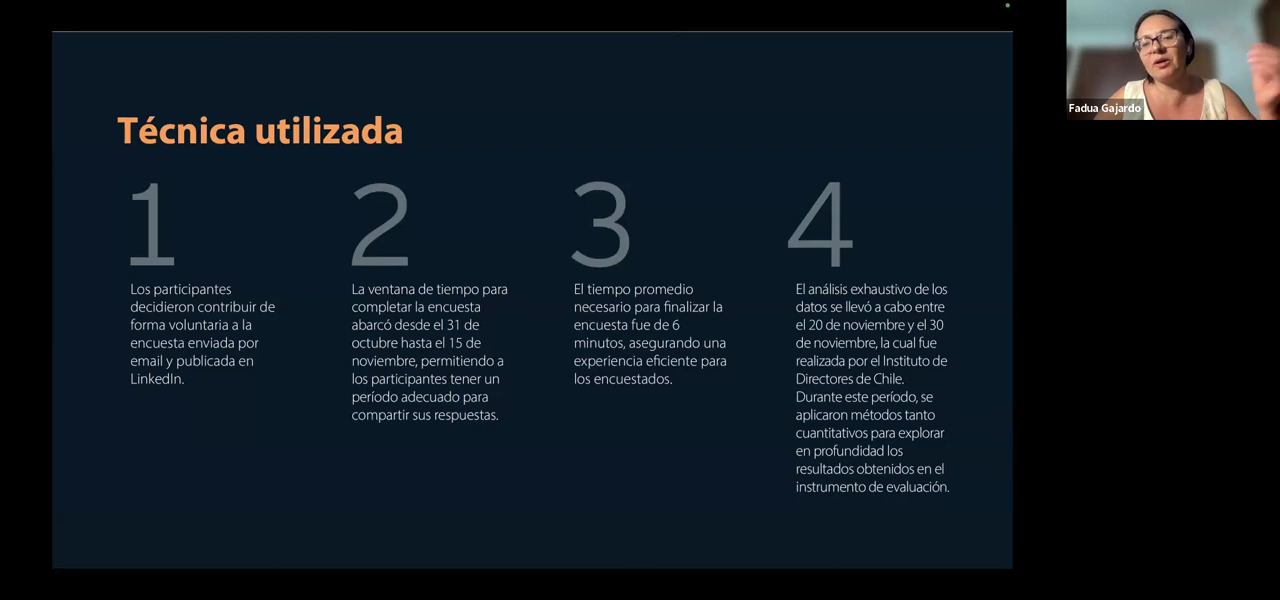 Técnica utilizada
1
Los participantes
decidieron contribuir de
forma voluntaria a la
encuesta enviada por
email y publicada en
LinkedIn.
2
La ventana de tiempo para
completar la encuesta
abarcó desde el 31 de
octubre hasta el 15 de
noviembre, permitiendo a
los participantes tener un
período adecuado para
compartir sus respuestas.
3
El tiempo promedio
necesario para finalizar la
encuesta fue de 6
minutos, asegurando una
experiencia eficiente para
los encuestados.
4
El análisis exhaustivo de los
datos se llevó a cabo entre
el 20 de noviembre y el 30
de noviembre, la cual fue
realizada por el Instituto de
Directores de Chile.
Durante este período, se
aplicaron métodos tanto
cuantitativos para explorar
en profundidad los
resultados obtenidos en el
instrumento de evaluación.
Fadua Gajardo